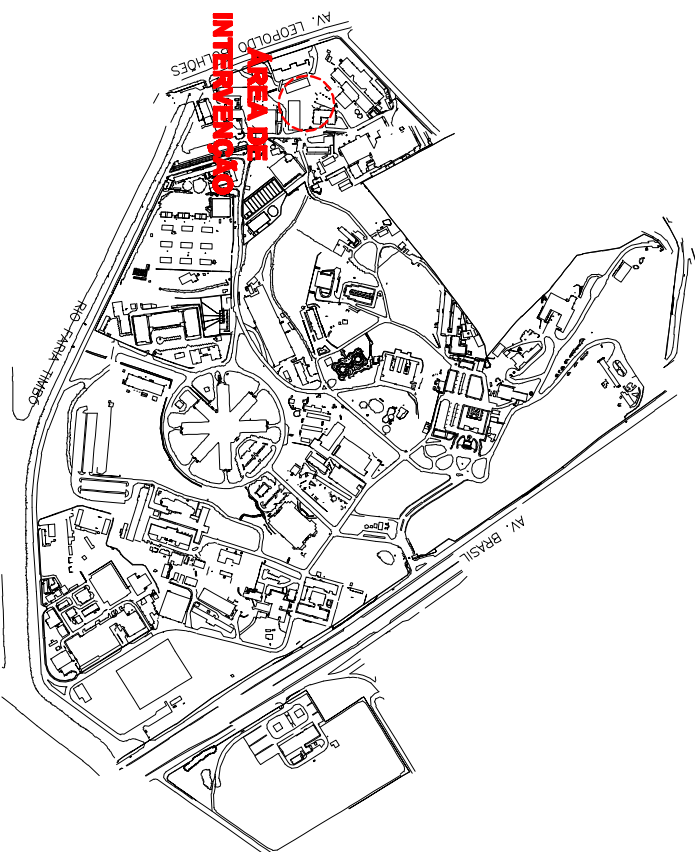 AV. LEOPOLDO BULHÕES
ÁREA DE
INTERVENÇÃO
RIO FARIA TIMBÓ
AV. BRASIL